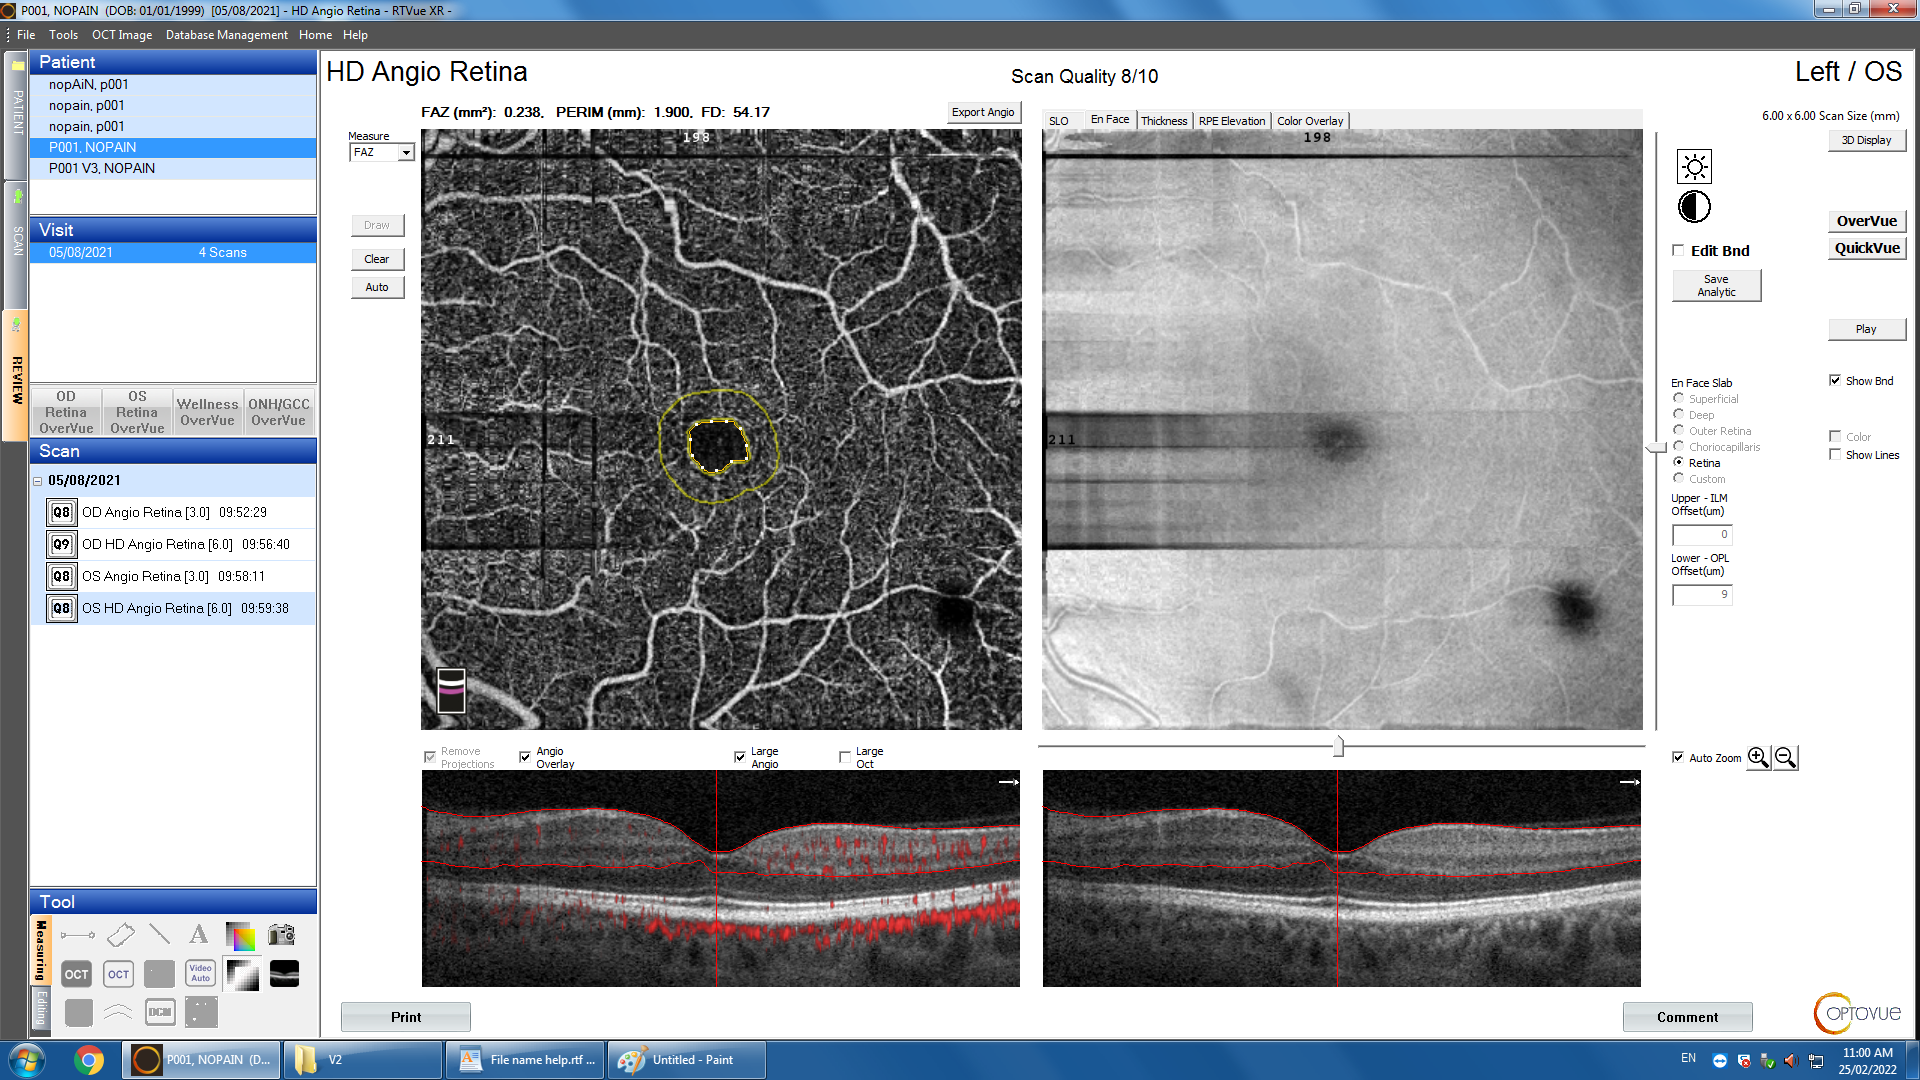 P001, NOPAIN  (DOB: 01/01/1999)  [05/08/2021] - HD Angio Retina - RTVue XR -
File Tools OCT Image Database Management Home Help
PATIENT
SCAN
REVIEW
Patient
nopAiN, p001
nopain, p001
nopain, p001
P001, NOPAIN
P001 V3, NOPAIN
Visit
05/08/2021 4 Scans
OD Retina OverVue
OS Retina OverVue
Wellness OverVue
ONH/GCC OverVue
Scan
05/08/2021
Q8 OD Angio Retina [3.0] 09:52:29
Q9 OD HD Angio Retina [6.0] 09:56:40
Q8 OS Angio Retina [3.0] 09:58:11
Q8 OS HD Angio Retina [6.0] 09:59:38
Tool
Measuring
Editing
A
OCT OCT Video Auto
DCM
HD Angio Retina
Scan Quality 8/10
Left / OS
FAZ (mm²): 0.238, PERIM (mm): 1.900, FD: 54.17
Export Angio
Measure
FAZ
Draw
Clear
Auto
198
211
SLO En Face Thickness RPE Elevation Color Overlay
198
211
6.00 x 6.00 Scan Size (mm)
3D Display
OverVue
QuickVue
Edit Bnd
Save Analytic
Play
Show Bnd
En Face Slab
Superficial
Deep
Outer Retina
Choriocapillaris
Retina
Custom
Color
Show Lines
Upper - ILM
Offset(um)
0
Lower - OPL
Offset(um)
9
Remove Projections
Angio Overlay
Large Angio
Large Oct
Auto Zoom
Print
Comment
OPTOVUE
P001, NOPAIN (D...
V2
File name help.rtf ...
Untitled - Paint
EN
11:00 AM
25/02/2022